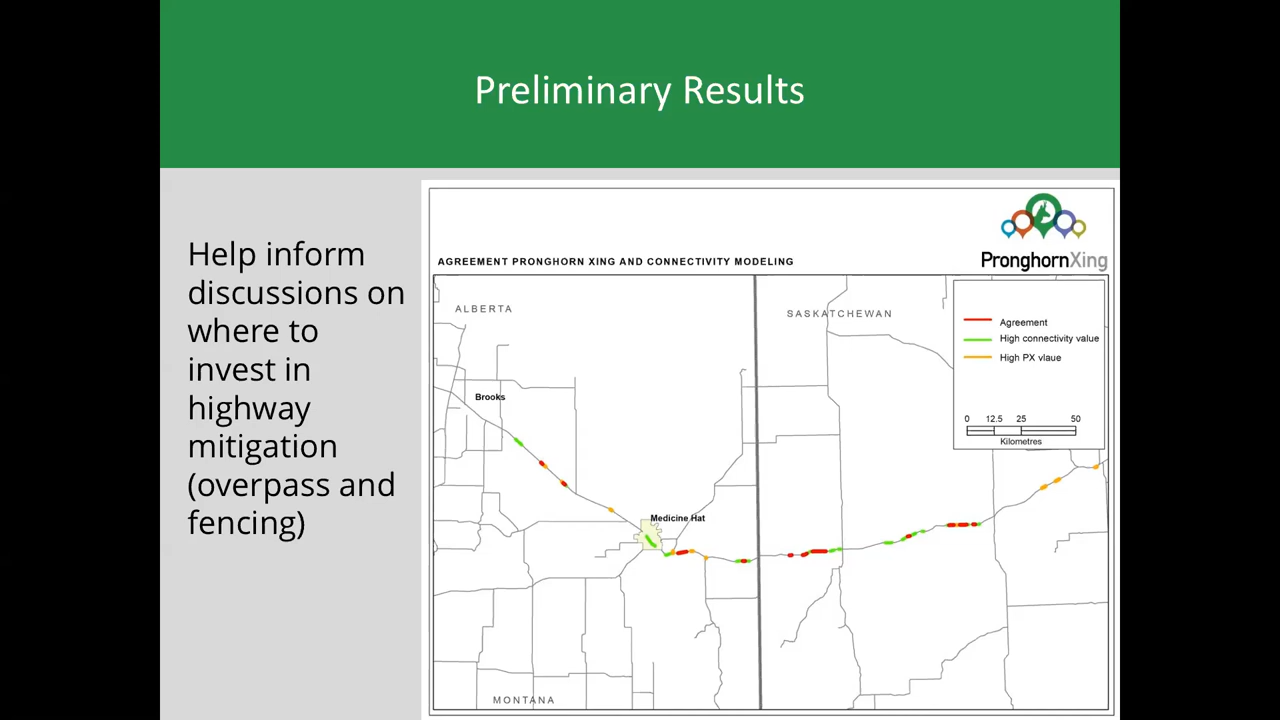 Preliminary Results
Help inform
discussions on
where to
invest in
highway
mitigation
(overpass and
fencing)
PronghornXing
AGREEMENT PRONGHORN XING AND CONNECTIVITY MODELING
ALBERTA
SASKATCHEWAN
Agreement
High connectivity value
High PX vlaue
0 12.5 25 50
Kilometres
Brooks
Medicine Hat
MONTANA